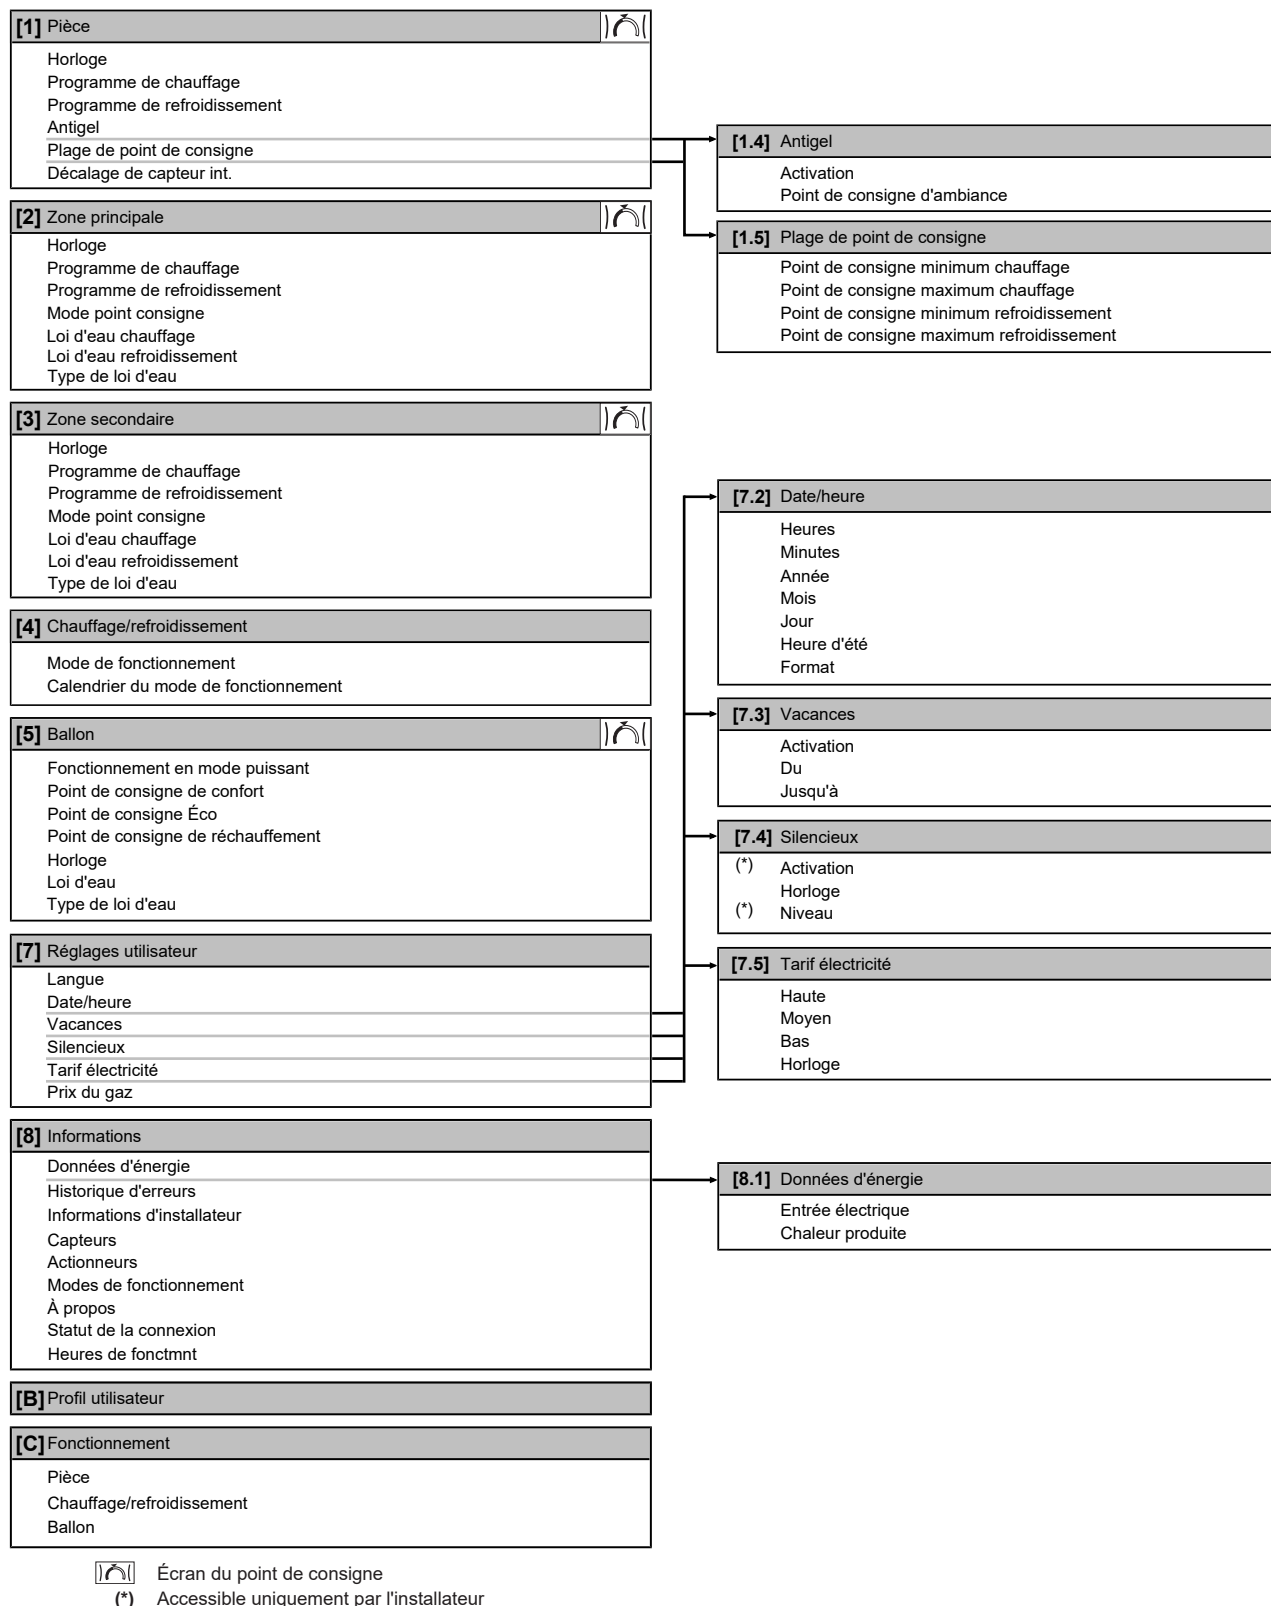 [1] Pièce
Horloge
Programme de chauffage
Programme de refroidissement
Antigel
Plage de point de consigne
Décalage de capteur int.
[1.4] Antigel
Activation
Point de consigne d'ambiance
[1.5] Plage de point de consigne
Point de consigne minimum chauffage
Point de consigne maximum chauffage
Point de consigne minimum refroidissement
Point de consigne maximum refroidissement
[2] Zone principale
Horloge
Programme de chauffage
Programme de refroidissement
Mode point consigne
Loi d'eau chauffage
Loi d'eau refroidissement
Type de loi d'eau
[3] Zone secondaire
Horloge
Programme de chauffage
Programme de refroidissement
Mode point consigne
Loi d'eau chauffage
Loi d'eau refroidissement
Type de loi d'eau
[4] Chauffage/refroidissement
Mode de fonctionnement
Calendrier du mode de fonctionnement
[5] Ballon
Fonctionnement en mode puissant
Point de consigne de confort
Point de consigne Éco
Point de consigne de réchauffement
Horloge
Loi d'eau
Type de loi d'eau
[7] Réglages utilisateur
Langue
Date/heure
Vacances
Silencieux
Tarif électricité
Prix du gaz
[7.2] Date/heure
Heures
Minutes
Année
Mois
Jour
Heure d'été
Format
[7.3] Vacances
Activation
Du
Jusqu'à
[7.4] Silencieux
(*) Activation
Horloge
(*) Niveau
[7.5] Tarif électricité
Haute
Moyen
Bas
Horloge
[8] Informations
Données d'énergie
Historique d'erreurs
Informations d'installateur
Capteurs
Actionneurs
Modes de fonctionnement
À propos
Statut de la connexion
Heures de fonctmnt
[8.1] Données d'énergie
Entrée électrique
Chaleur produite
[B] Profil utilisateur
[C] Fonctionnement
Pièce
Chauffage/refroidissement
Ballon
Écran du point de consigne
(*) Accessible uniquement par l'installateur